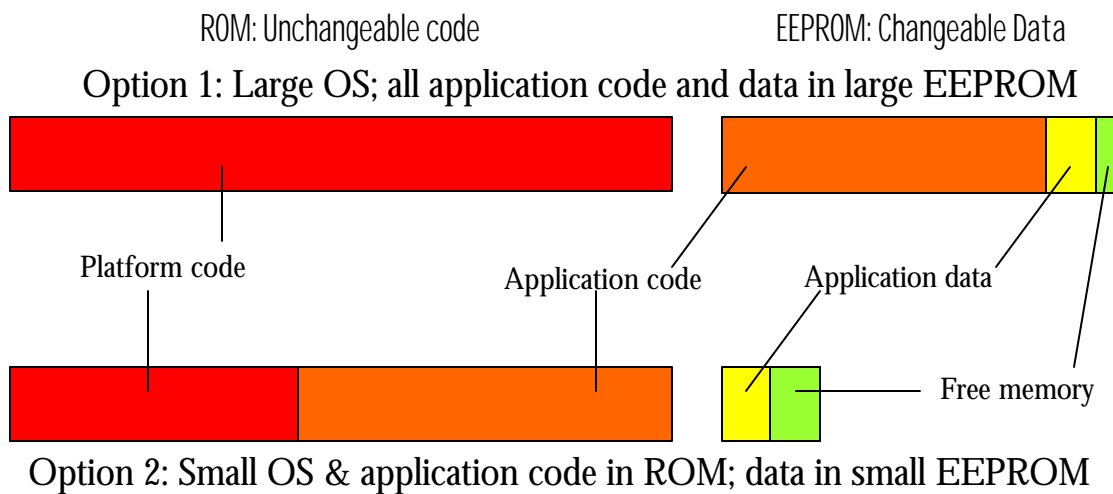 ROM: Unchangeable code
EEPROM: Changeable Data
Option 1: Large OS; all application code and data in large EEPROM
Platform code
Application code
Application data
Free memory
Option 2: Small OS & application code in ROM; data in small EEPROM